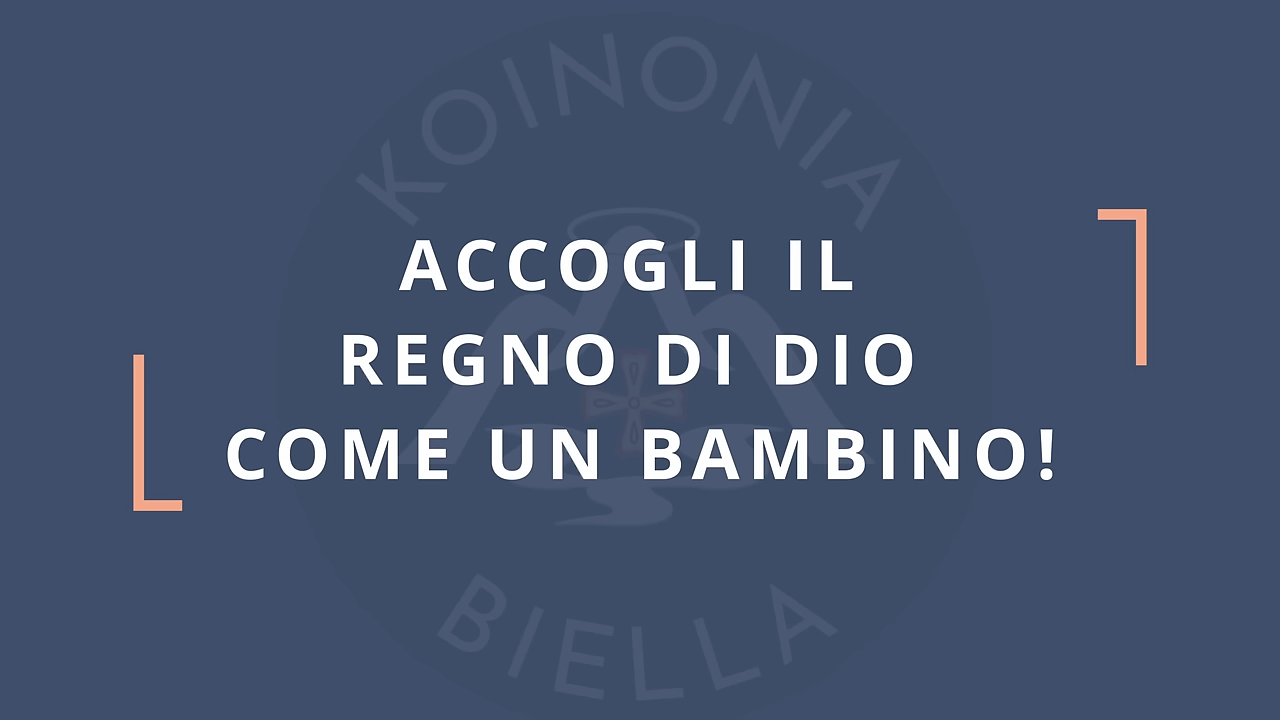 KOINONIA
ACCOGLI IL
REGNO DI DIO
COME UN BAMBINO!
BIELLA